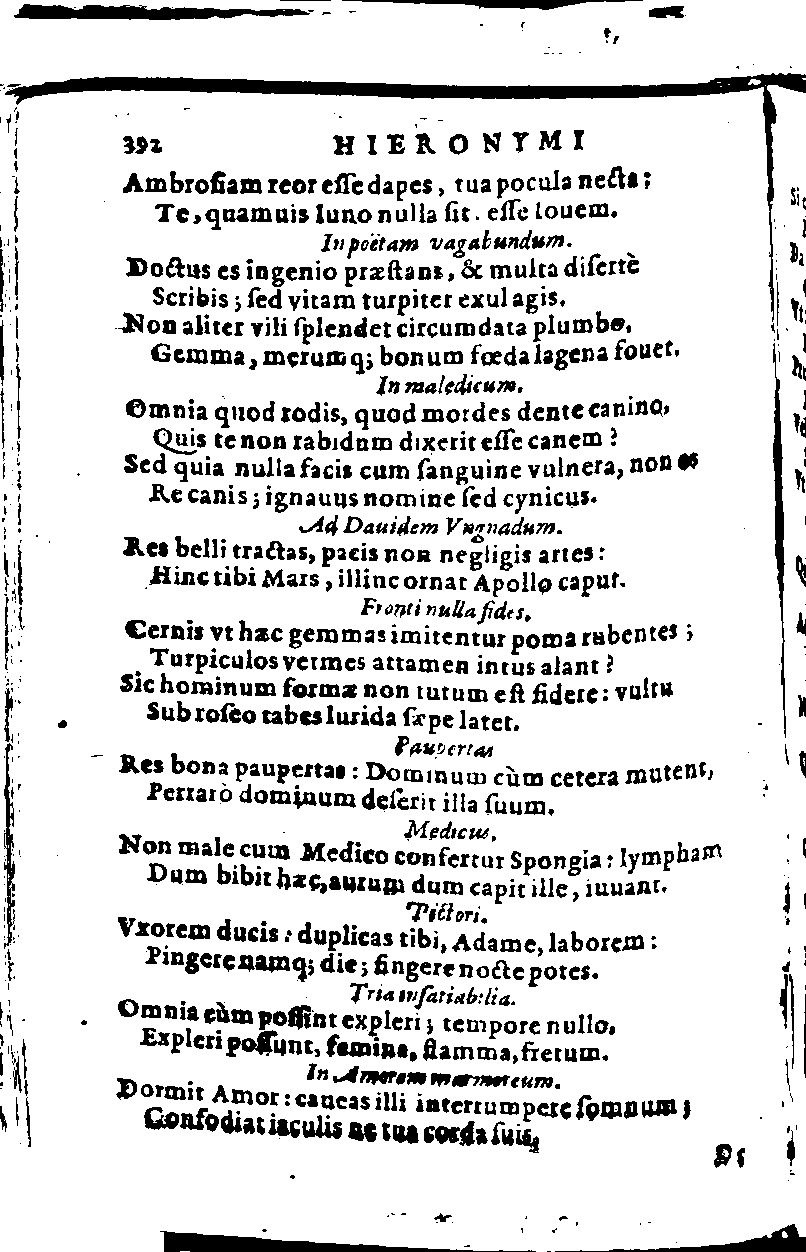 392 HIERONYMI
Ambrosiam reor esse dapes, tua pocula necta;
Te, quamuis Iuno nulla sit. esse Iouem.
In poëtam vagabundum.
Doctus es ingenio præstans, & multa disertè
Scribis; sed vitam turpiter exul agis.
Non aliter vili splendet circumdata plumbo,
Gemma, merumq; bonum fœda lagena fouet.
In maledicum.
Omnia quod rodis, quod mordes dente canino,
Quis te non rabidum dixerit esse canem?
Sed quia nulla facis cum sanguine vulnera, non es
Re canis; ignauus nomine sed cynicus.
Ad Dauidem Vngnadum.
Res belli tractas, pacis non negligis artes:
Hinc tibi Mars, illinc ornat Apollo caput.
Fronti nulla fides.
Cernis vt hæc gemmas imitentur poma rubentes;
Turpiculos vermes attamen intus alant?
Sic hominum formæ non tutum est fidere: vultu
Sub roseo tabes lurida sæpe latet.
Paupertas
Res bona paupertas: Dominum cùm cetera mutent,
Perrarò dominum deserit illa suum.
Medicus.
Non male cum Medico confertur Spongia: lympham
Dum bibit hæc, aurum dum capit ille, iuuant.
Pictori.
Vxorem ducis: duplicas tibi, Adame, laborem:
Pingere namq; die; fingere nocte potes.
Tria insatiabilia.
Omnia cùm possint expleri; tempore nullo,
Expleri possunt, femina, flamma, fretum.
In Amorem marmoreum.
Dormit Amor: caueas illi interrumpere somnum;
Confodiat iaculis ne tua corda suis,